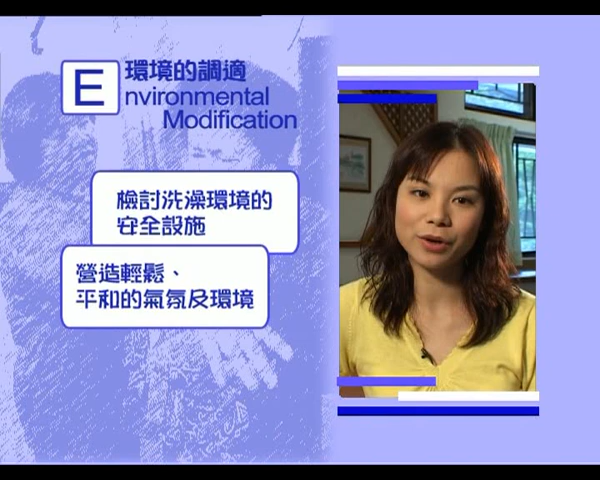 環境的調適
Environmental
Modification
檢討洗澡環境的
安全設施
營造輕鬆、
平和的氣氛及環境